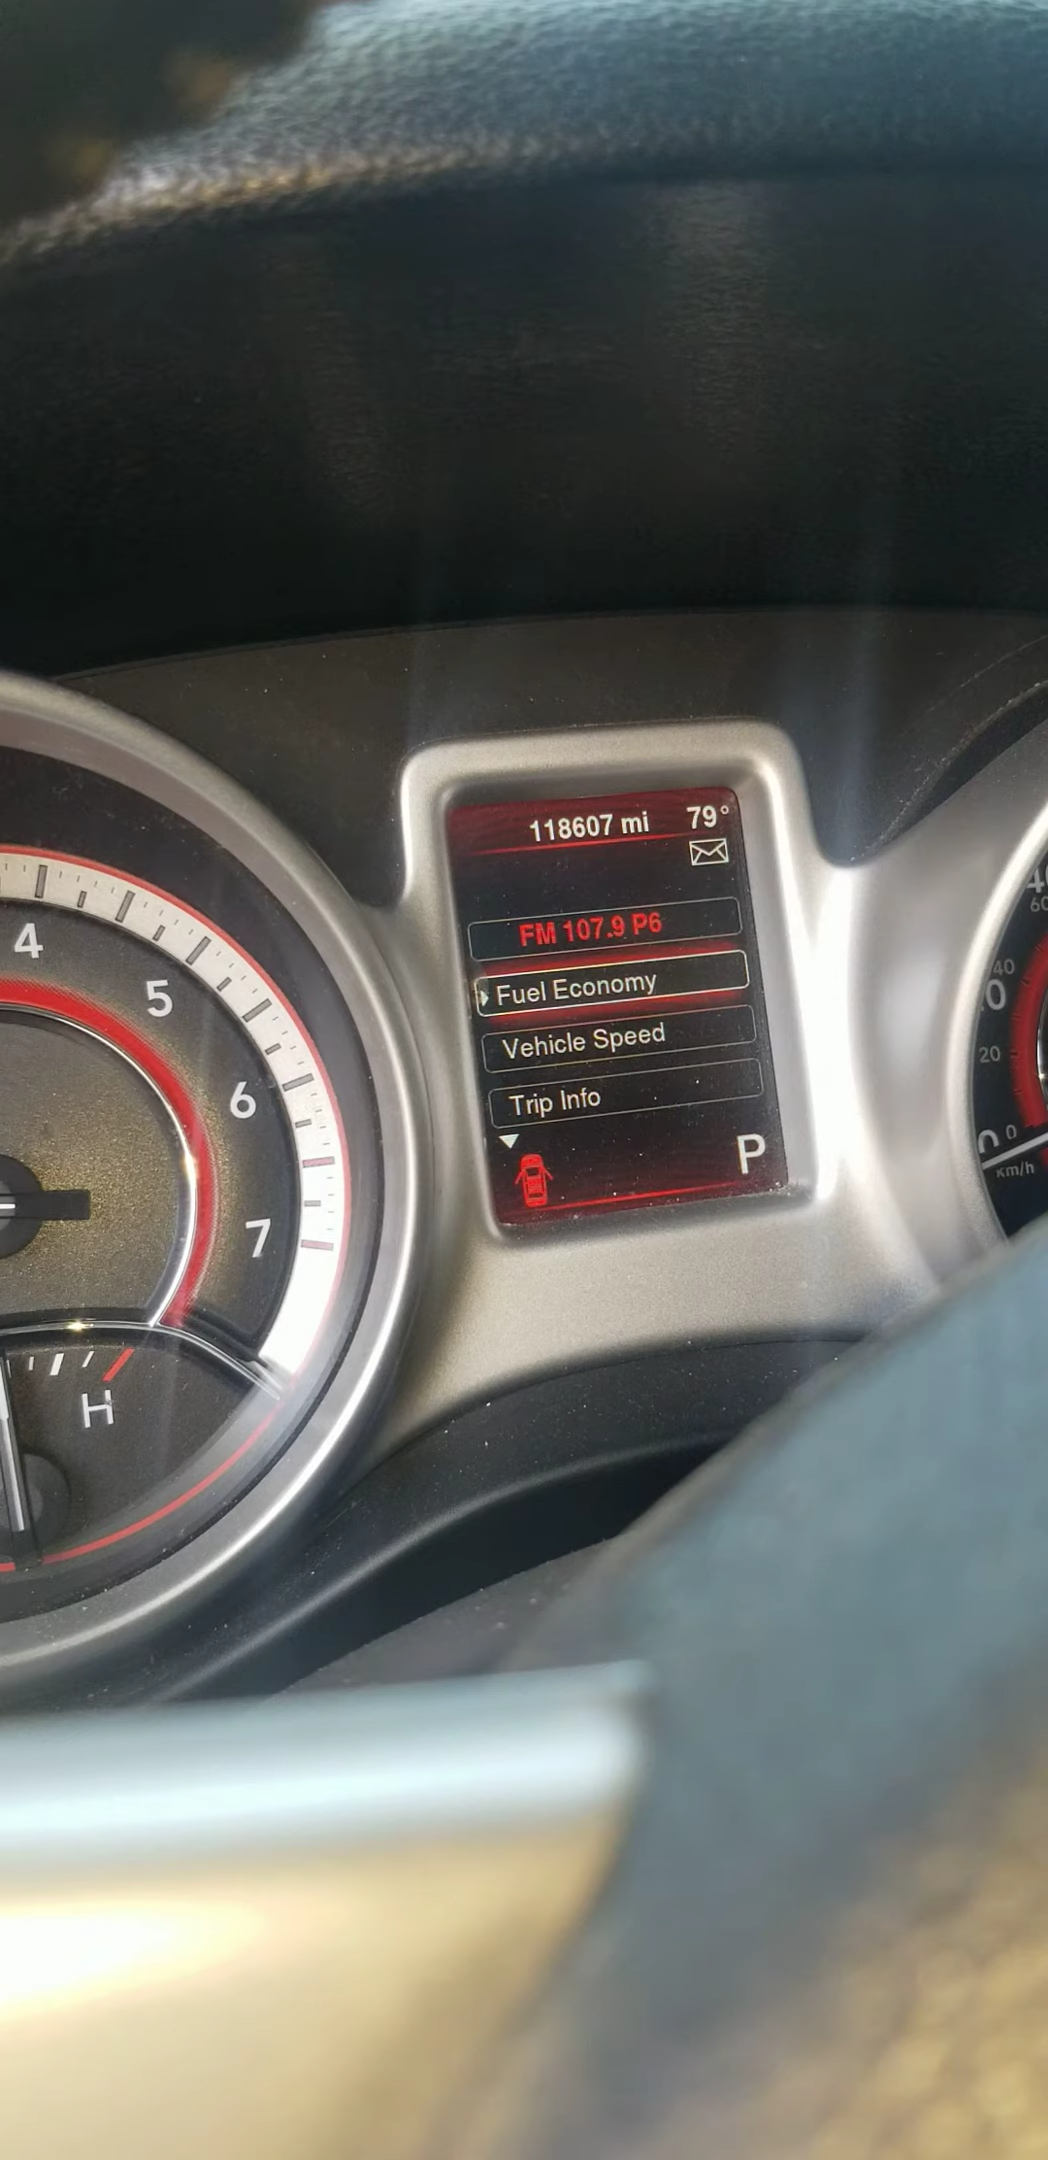 118607 mi 79°
FM 107.9 P6
Fuel Economy
Vehicle Speed
Trip Info
P
4
5
6
7
H
40
20
0
km/h